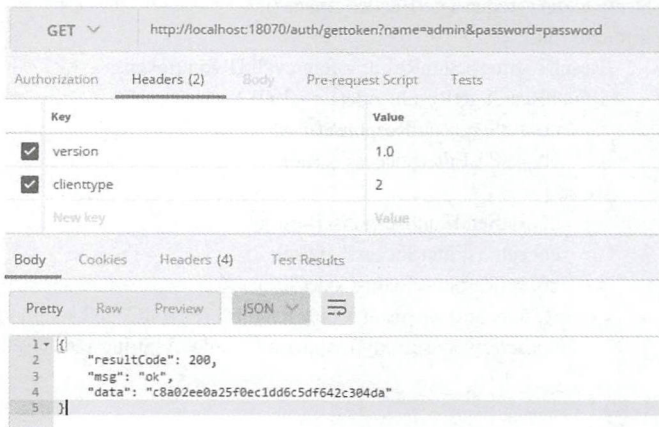 GET http://localhost:18070/auth/gettoken?name=admin&password=password
Authorization Headers (2) Body Pre-request Script Tests
Key Value
version 1.0
clienttype 2
New key Value
Body Cookies Headers (4) Test Results
Pretty Raw Preview JSON
1 {
2 "resultCode": 200,
3 "msg": "ok",
4 "data": "c8a02ee0a25f0ec1dd6c5df642c304da"
5 }